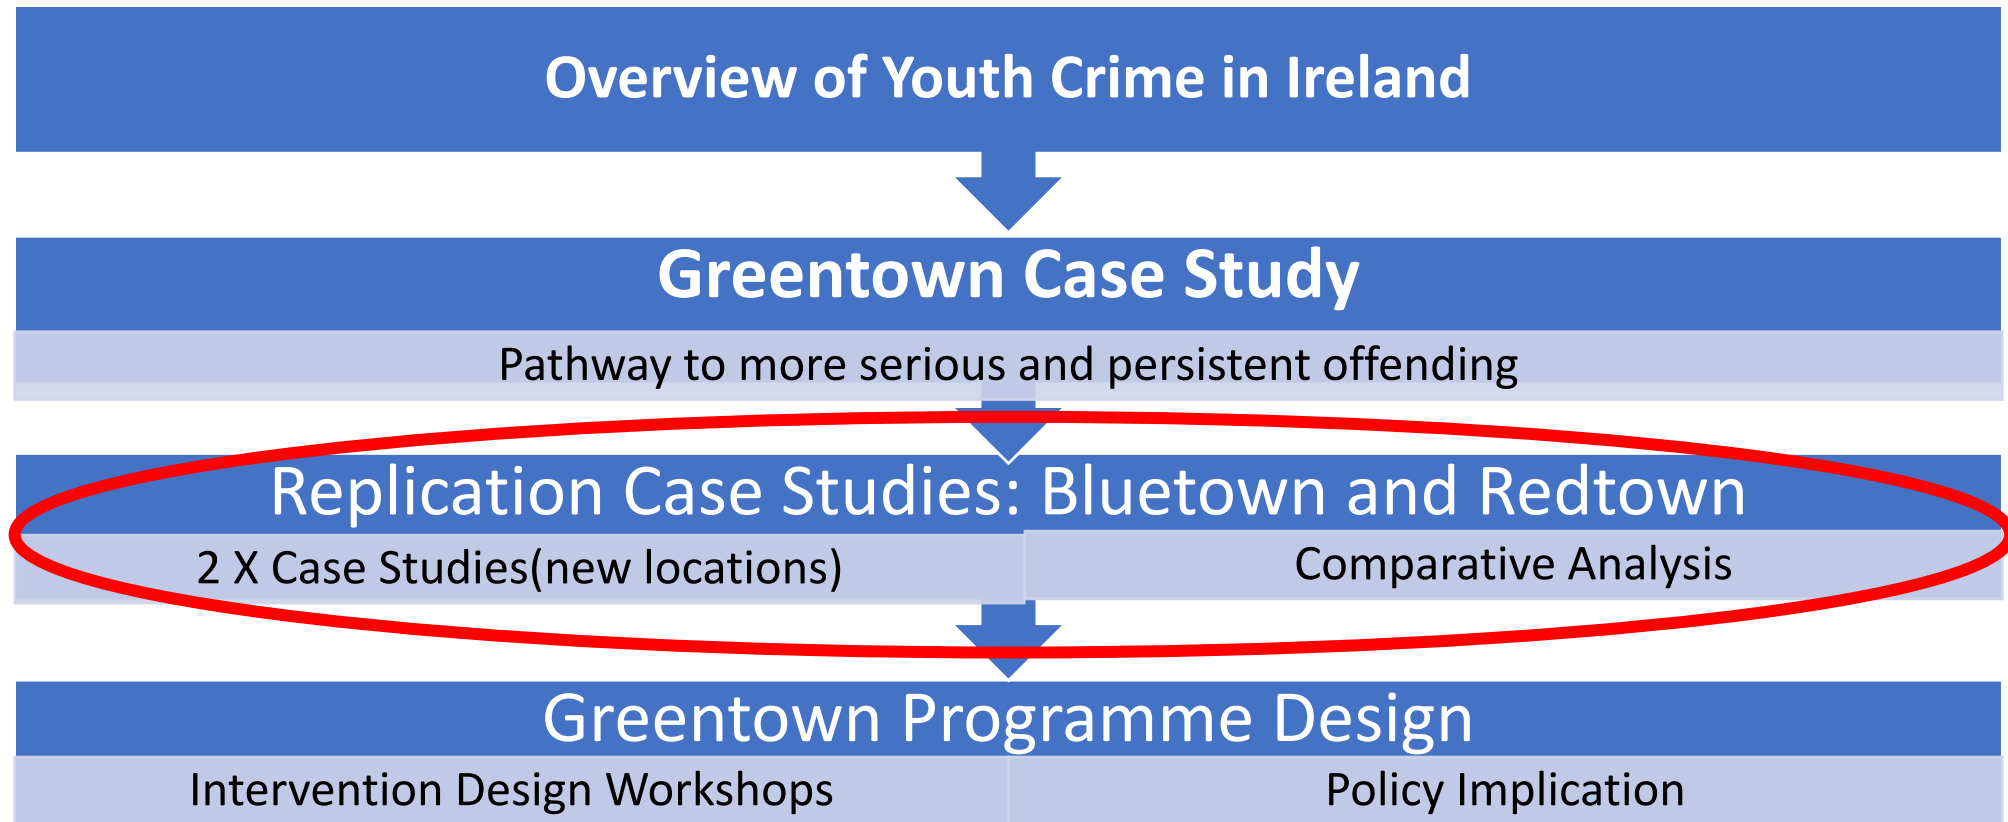 Overview of Youth Crime in Ireland
Greentown Case Study
Pathway to more serious and persistent offending
Replication Case Studies: Bluetown and Redtown
2 X Case Studies(new locations)
Comparative Analysis
Greentown Programme Design
Intervention Design Workshops
Policy Implication